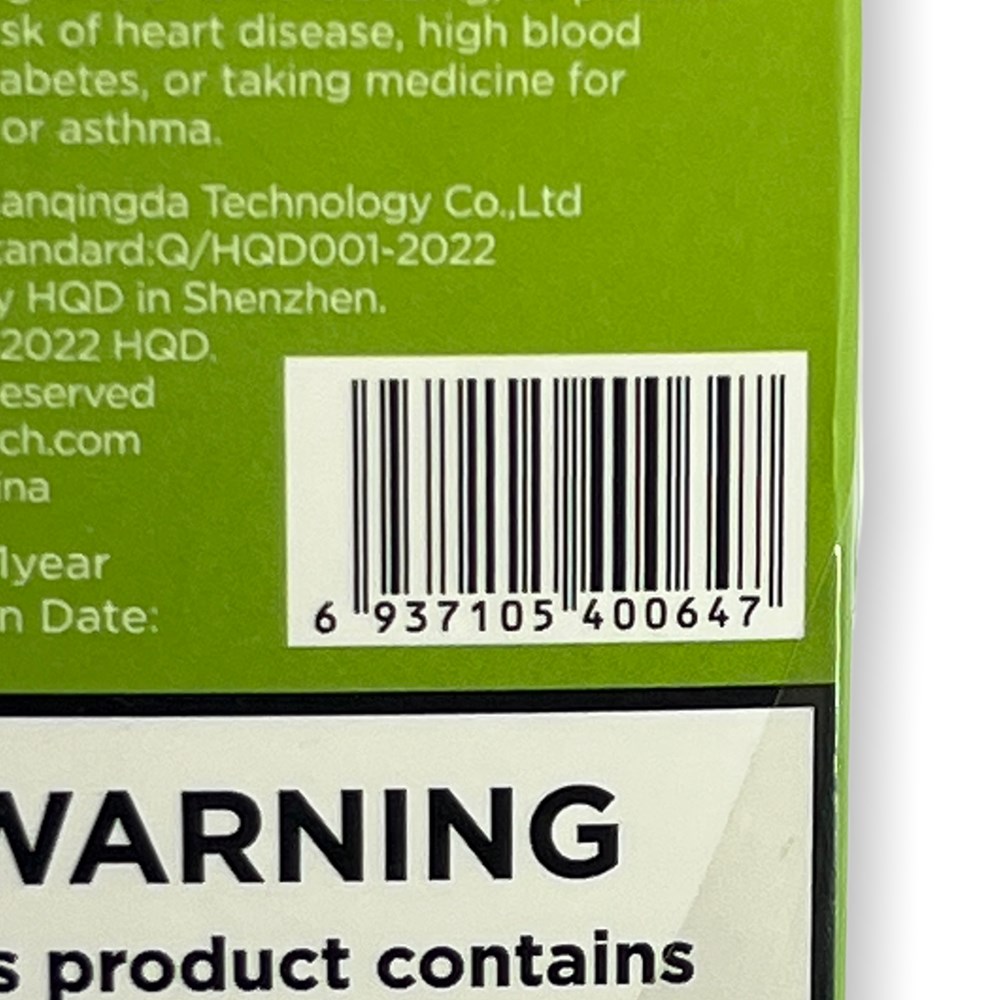 sk of heart disease, high blood
abetes, or taking medicine for
or asthma.
anqingda Technology Co.,Ltd
tandard:Q/HQD001-2022
y HQD in Shenzhen.
2022 HQD.
eserved
ch.com
ina
1year
n Date:
6 937105 400647
WARNING
s product contains